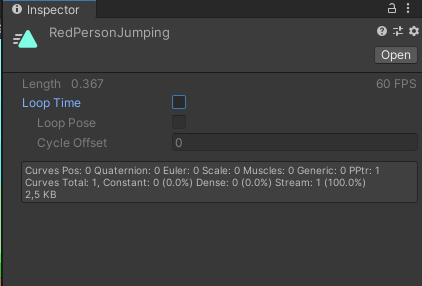 Inspector
RedPersonJumping
Open
Length 0.367 60 FPS
Loop Time
Loop Pose
Cycle Offset 0
Curves Pos: 0 Quaternion: 0 Euler: 0 Scale: 0 Muscles: 0 Generic: 0 PPtr: 1
Curves Total: 1, Constant: 0 (0.0%) Dense: 0 (0.0%) Stream: 1 (100.0%)
2,5 KB